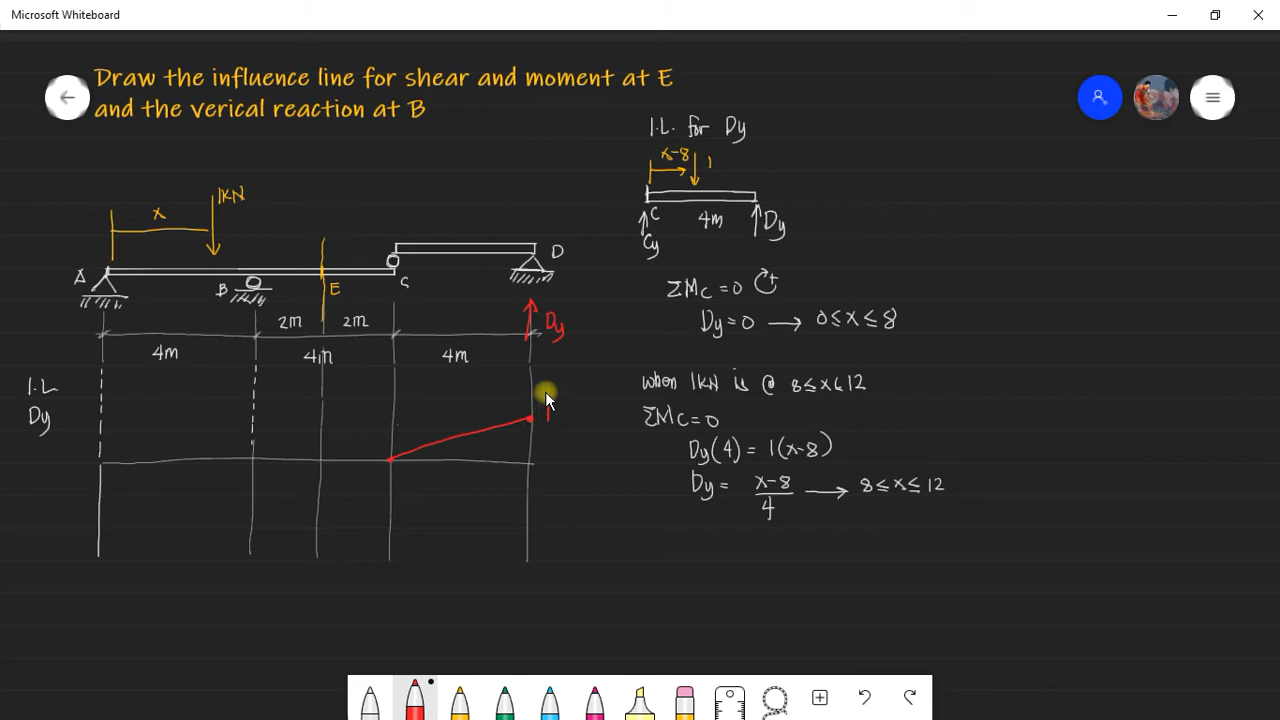 Microsoft Whiteboard
Draw the influence line for shear and moment at E
and the verical reaction at B
I.L. for Dy
x-8
1
C
4m
Dy
Cy
1KN
x
A
B
E
C
D
2m
2m
Dy
4m
4m
4m
ΣMc=0
Dy=0 → 0≤x≤8
I.L
Dy
1
when 1KN is @ 8≤x≤12
ΣMc=0
Dy(4) = 1(x-8)
Dy = x-8/4 → 8≤x≤12